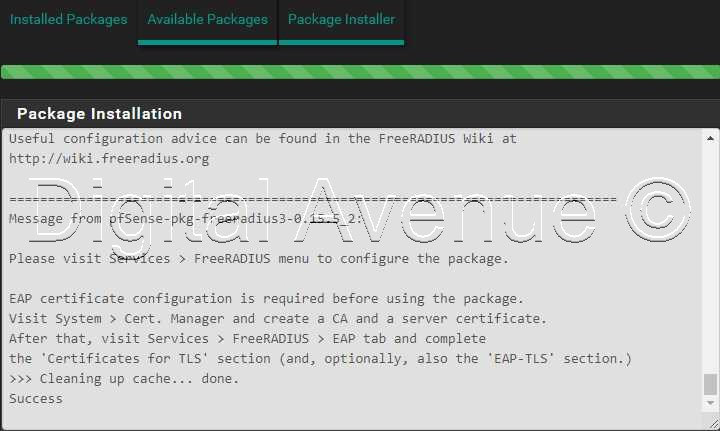 Installed Packages
Available Packages
Package Installer
Package Installation
Useful configuration advice can be found in the FreeRADIUS Wiki at
http://wiki.freeradius.org
===============================================================================
Message from pfSense-pkg-freeradius3-0.15.5_2:
Digital Avenue ©
Please visit Services > FreeRADIUS menu to configure the package.
EAP certificate configuration is required before using the package.
Visit System > Cert. Manager and create a CA and a server certificate.
After that, visit Services > FreeRADIUS > EAP tab and complete
the 'Certificates for TLS' section (and, optionally, also the 'EAP-TLS' section.)
>>> Cleaning up cache... done.
Success